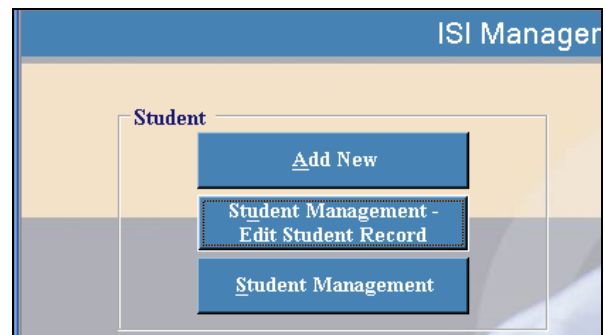 ISI Manager
Student
Add New
Student Management -
Edit Student Record
Student Management